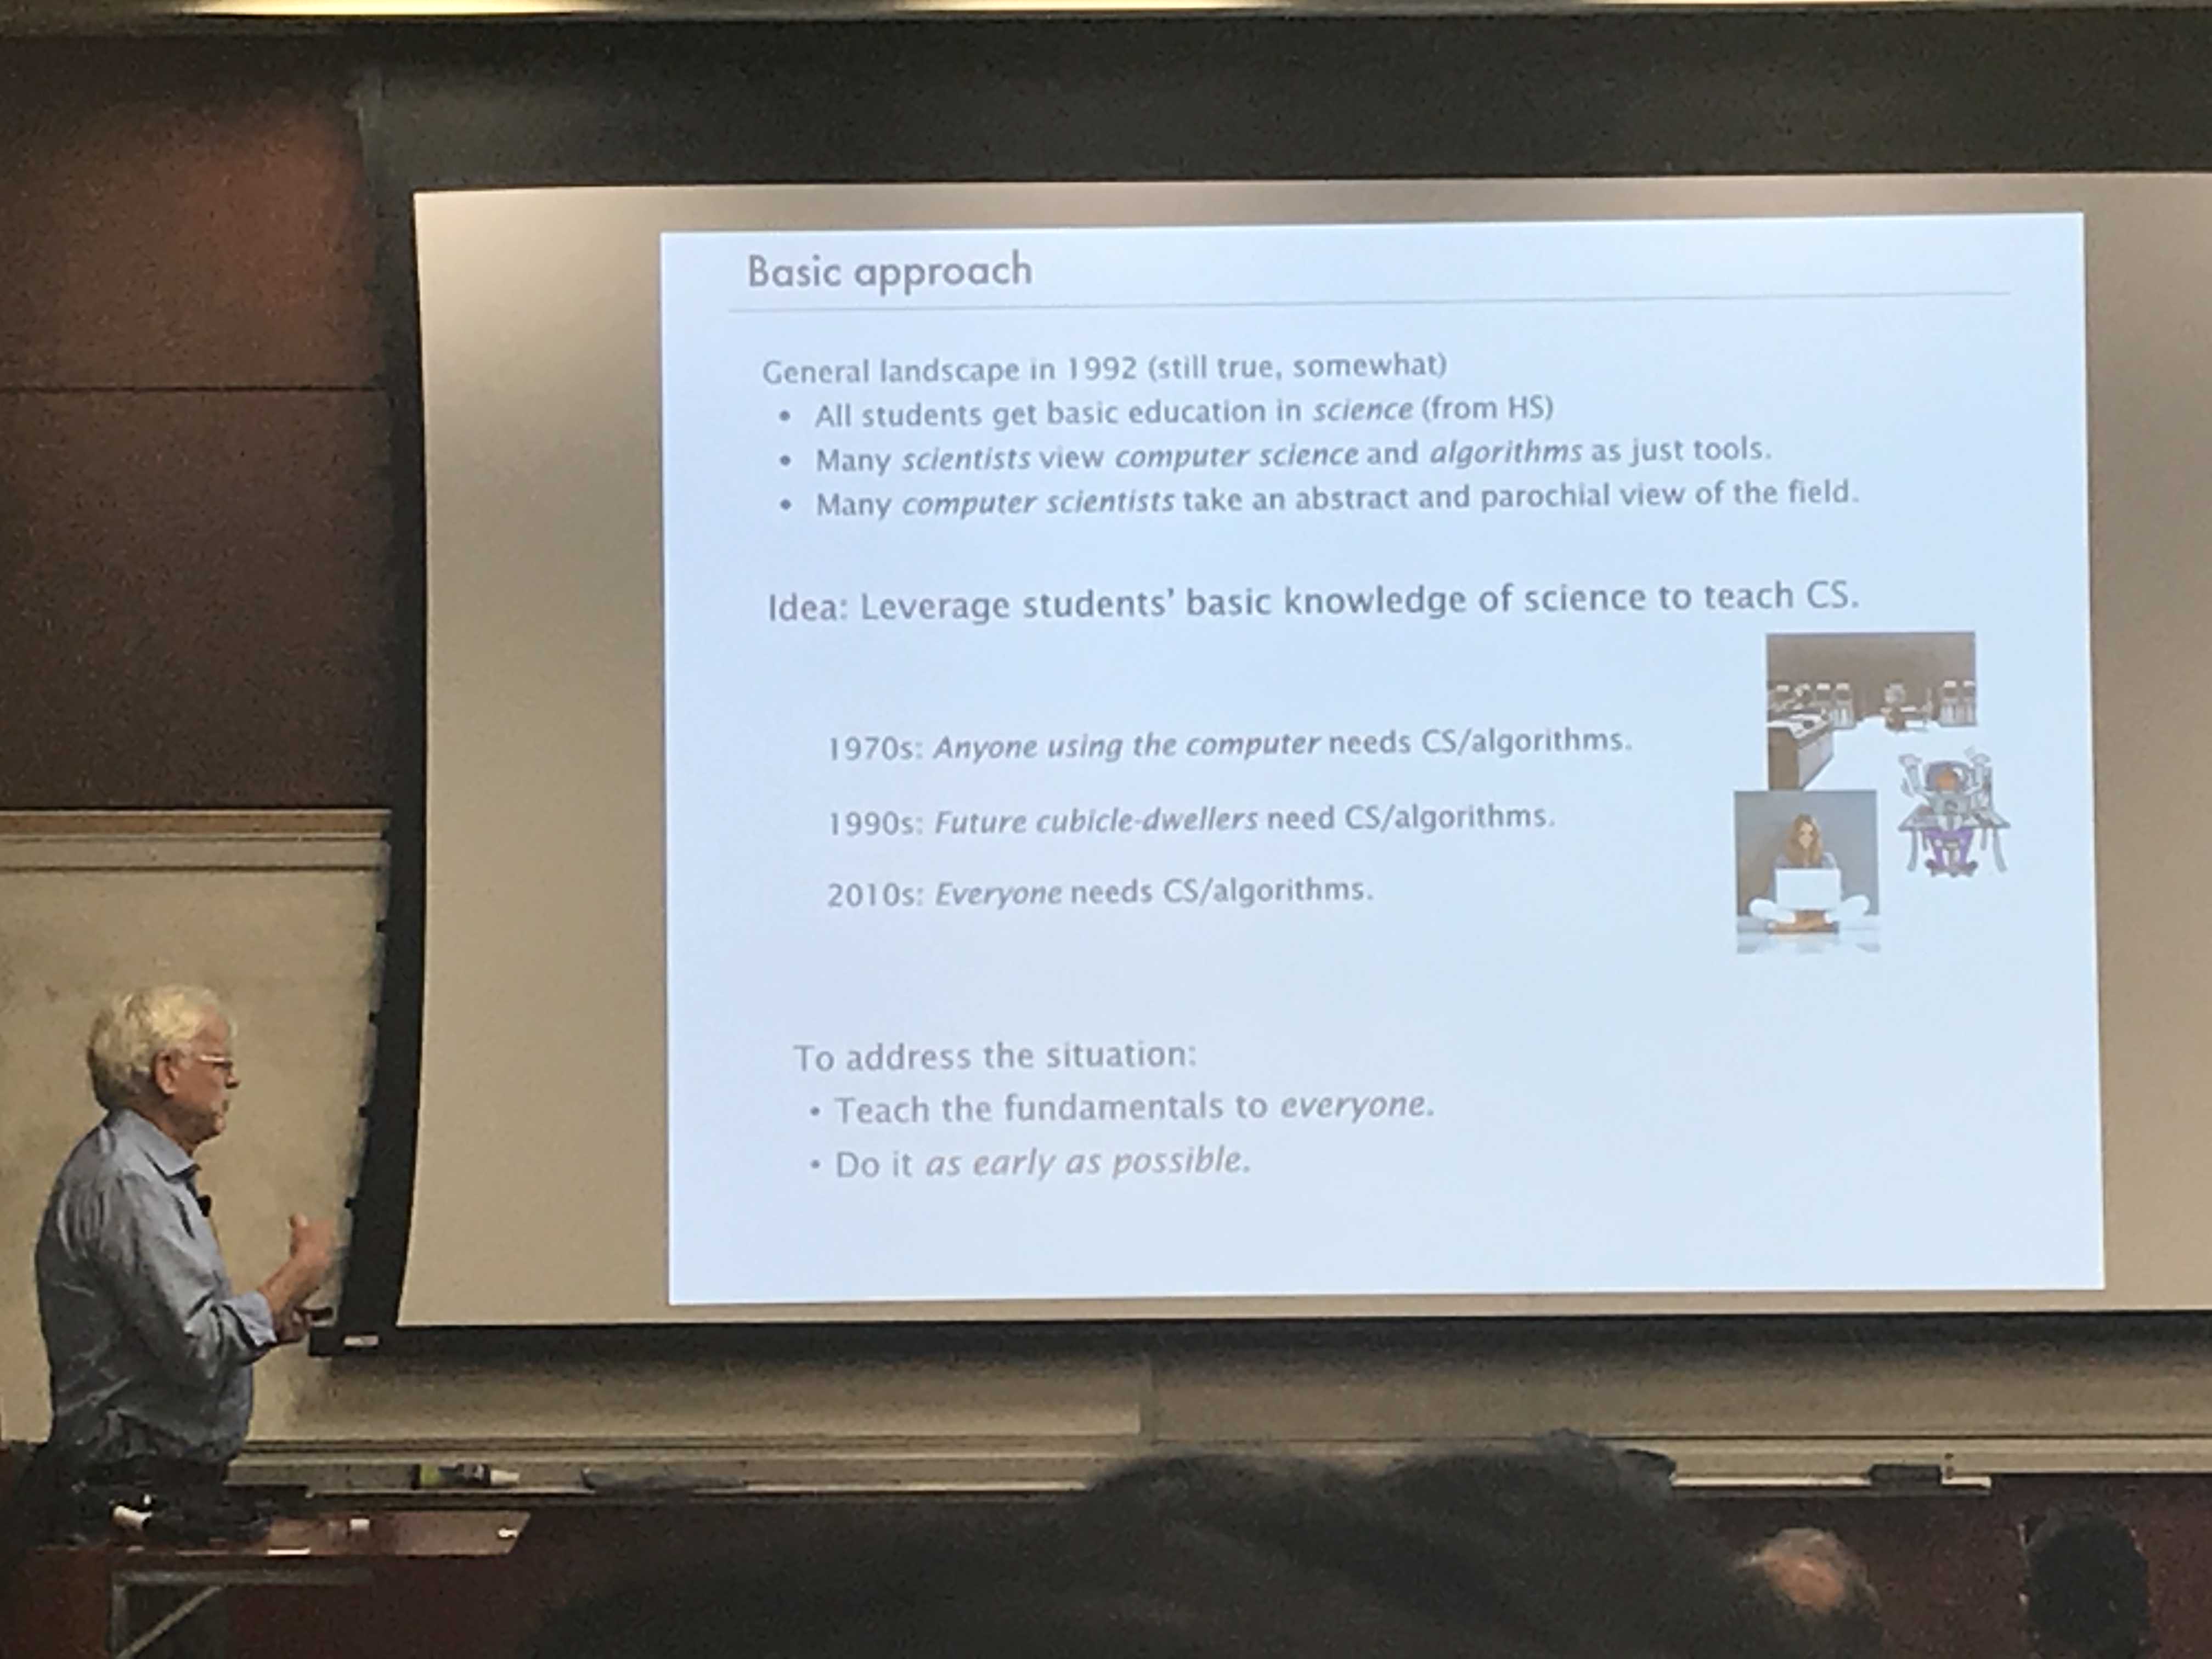 Basic approach
General landscape in 1992 (still true, somewhat)
• All students get basic education in science (from HS)
• Many scientists view computer science and algorithms as just tools.
• Many computer scientists take an abstract and parochial view of the field.
Idea: Leverage students' basic knowledge of science to teach CS.
1970s: Anyone using the computer needs CS/algorithms.
1990s: Future cubicle-dwellers need CS/algorithms.
2010s: Everyone needs CS/algorithms.
To address the situation:
• Teach the fundamentals to everyone.
• Do it as early as possible.